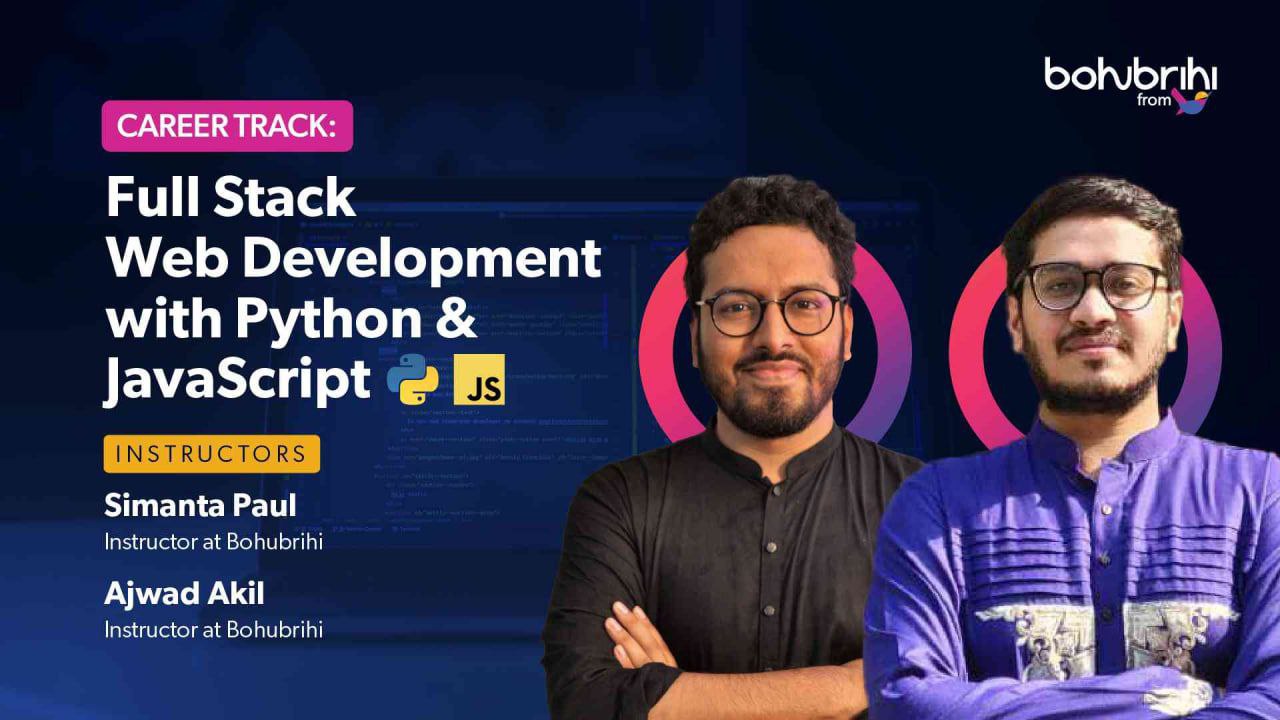 bohubrihi
from
CAREER TRACK:
Full Stack
Web Development
with Python &
JavaScript JS
INSTRUCTORS
Simanta Paul
Instructor at Bohubrihi
Ajwad Akil
Instructor at Bohubrihi